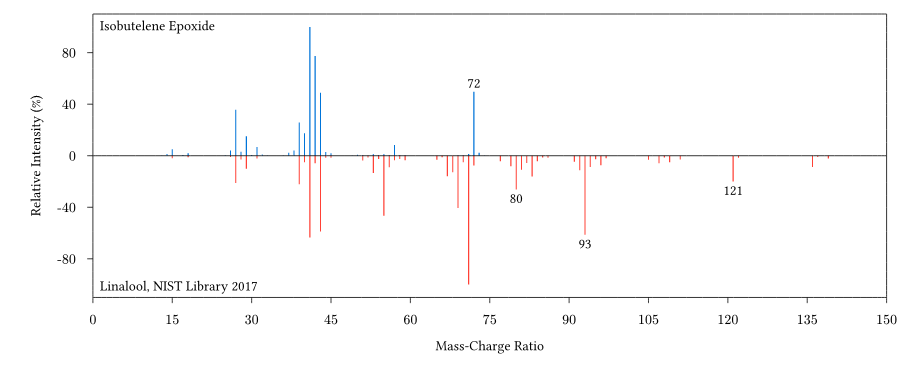 Isobutelene Epoxide
80
40
0
-40
-80
Relative Intensity (%)
72
80
93
121
Linalool, NIST Library 2017
0 15 30 45 60 75 90 105 120 135 150
Mass-Charge Ratio